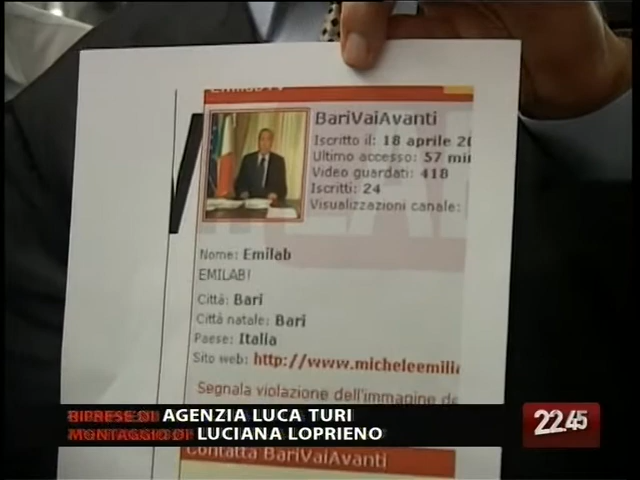 BariVaiAvanti
Iscritto il: 18 aprile 20
Ultimo accesso: 57 min
Video guardati: 418
Iscritti: 24
Visualizzazioni canale:
Nome: Emilab
EMILAB!
Città: Bari
Città natale: Bari
Paese: Italia
Sito web: http://www.micheleemili
Segnala violazione dell'immagine de
RIPRESE DI AGENZIA LUCA TURI
MONTAGGIO DI LUCIANA LOPRIENO
22.45
Contatta BariVaiAvanti